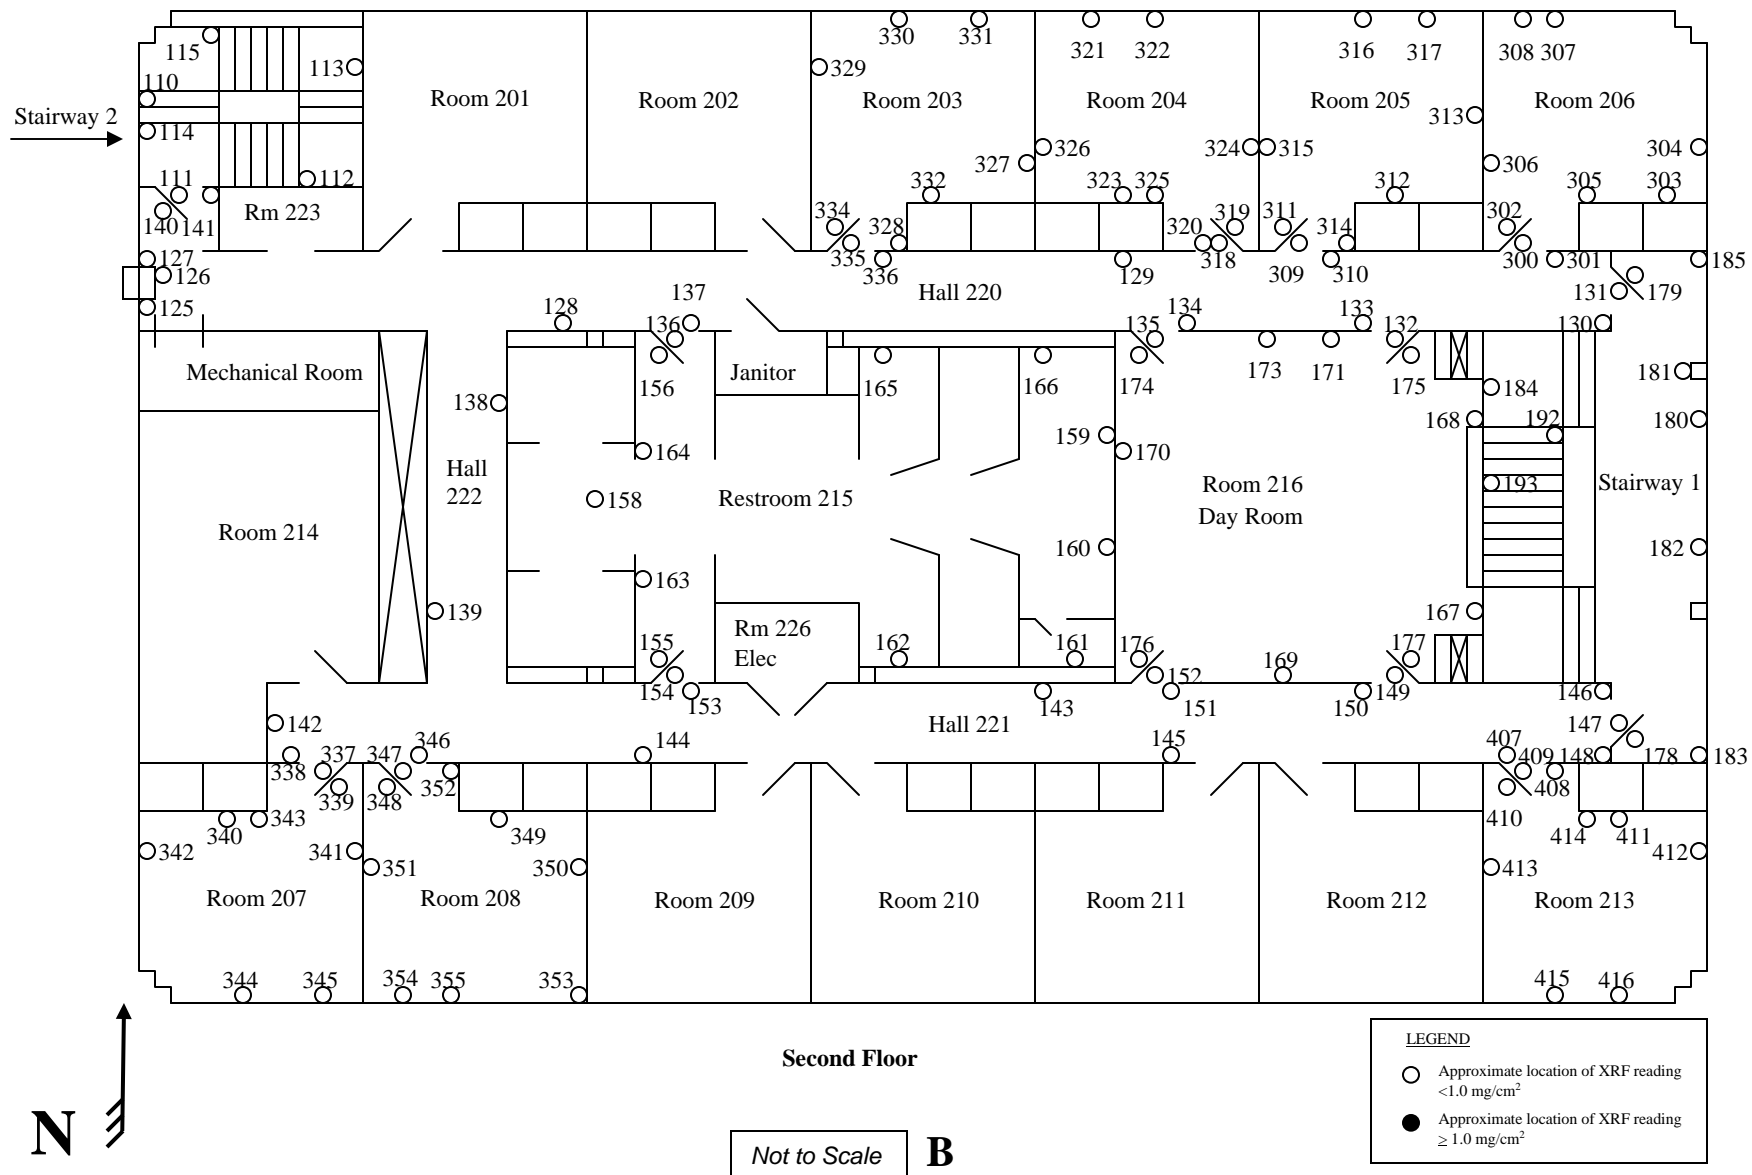 330 331 321 322 316 317 308 307
115
113 329
110
Room 201 Room 202 Room 203 Room 204 Room 205 Room 206
313
Stairway 2
114
326 324 315 304
327 306
111 112 332 323 325 312 305 303
140 141 Rm 223 334 328 320 319 311 314 302
127 335 336 318 309 310 300 301 185
126 129 131 179
Hall 220
125
128 137 134 133
136 135 132 130
Mechanical Room Janitor
156 165 166 174 173 171 175 181
184
138 168 192 180
159
164 170
Hall
222
158 Restroom 215 Room 216
Day Room
193 Stairway 1
Room 214
160 182
163
139 167
Rm 226
Elec
155 162 161 176 177
154 153 152 169 149 146
143 151 150
142 Hall 221 147
346 144 145 407
338 337 347 352 409 148 178 183
339 348 408
340 343 349 410 414 411
342 341 351 350 413 412
Room 207 Room 208 Room 209 Room 210 Room 211 Room 212 Room 213
344 345 354 355 353 415 416
Second Floor
LEGEND
Approximate location of XRF reading
<1.0 mg/cm2
Approximate location of XRF reading
≥ 1.0 mg/cm2
N
Not to Scale B